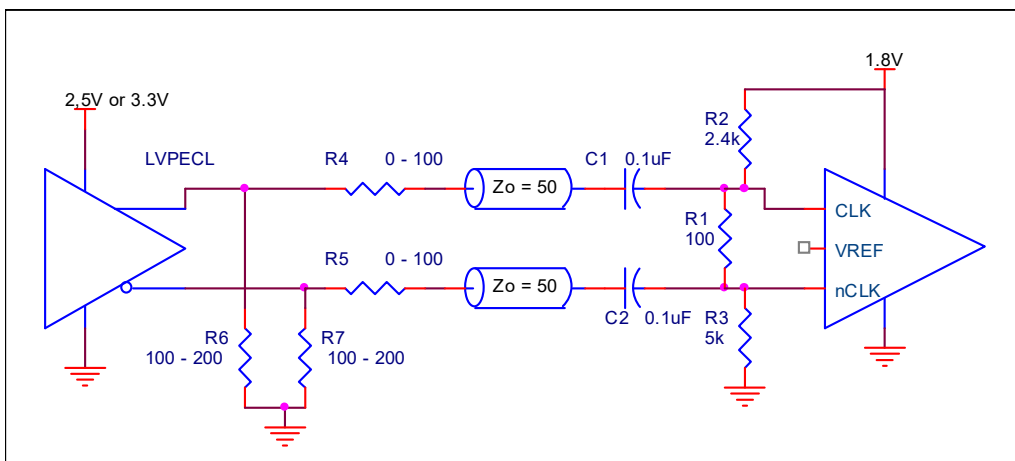 1.8V
2.5V or 3.3V
R2
2.4k
LVPECL
R4 0 - 100
C1 0.1uF
Zo = 50
CLK
R1
100
VREF
R5 0 - 100
Zo = 50
nCLK
C2 0.1uF
R3
5k
R6
100 - 200
R7
100 - 200